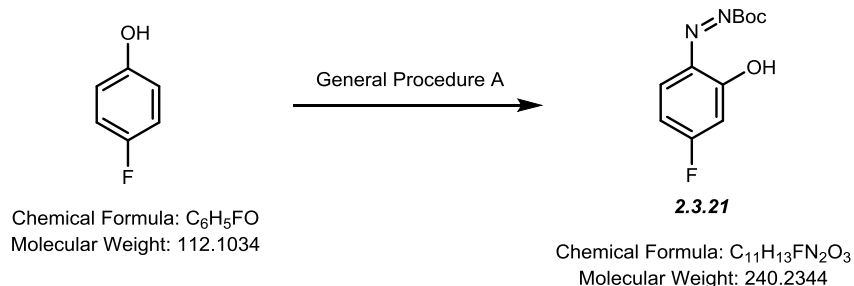 OH
F
Chemical Formula: C₆H₅FO
Molecular Weight: 112.1034
General Procedure A
N
NBoc
OH
F
2.3.21
Chemical Formula: C₁₁H₁₃FN₂O₃
Molecular Weight: 240.2344